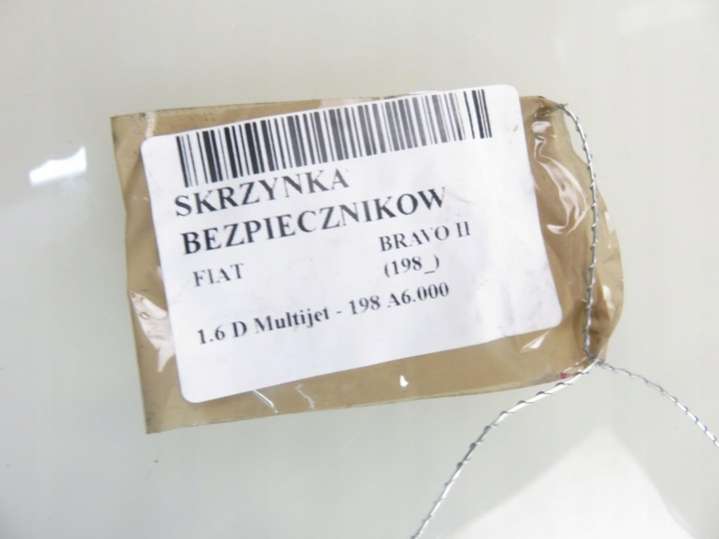 SKRZYNKA
BEZPIECZNIKOW
FIAT BRAVO II
(198_)
1.6 D Multijet - 198 A6.000